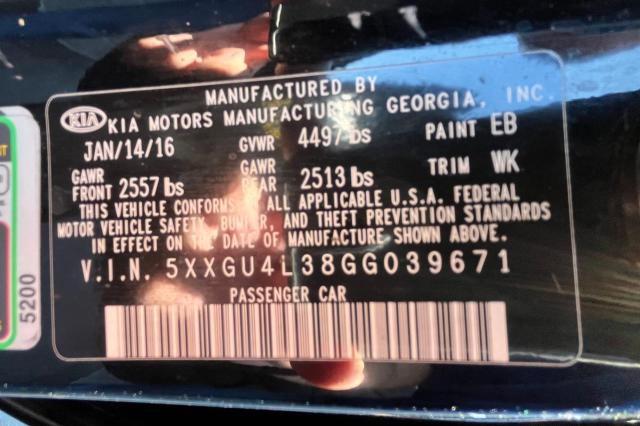 MANUFACTURED BY
KIA KIA MOTORS MANUFACTURING GEORGIA, INC.
JAN/14/16 GVWR 4497 lbs PAINT EB
GAWR FRONT 2557 lbs GAWR REAR 2513 lbs TRIM WK
THIS VEHICLE CONFORMS TO ALL APPLICABLE U.S.A. FEDERAL
MOTOR VEHICLE SAFETY, BUMPER, AND THEFT PREVENTION STANDARDS
IN EFFECT ON THE DATE OF MANUFACTURE SHOWN ABOVE.
V.I.N. 5XXGU4L38GG039671
PASSENGER CAR
5200